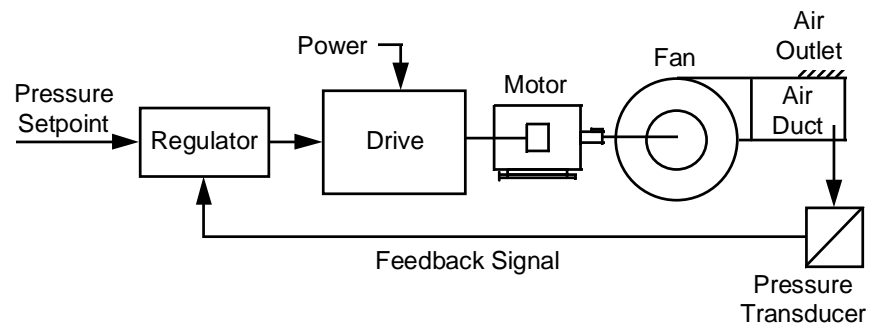 Power
Pressure
Setpoint
Regulator
Drive
Motor
Fan
Air
Outlet
Air
Duct
Feedback Signal
Pressure
Transducer